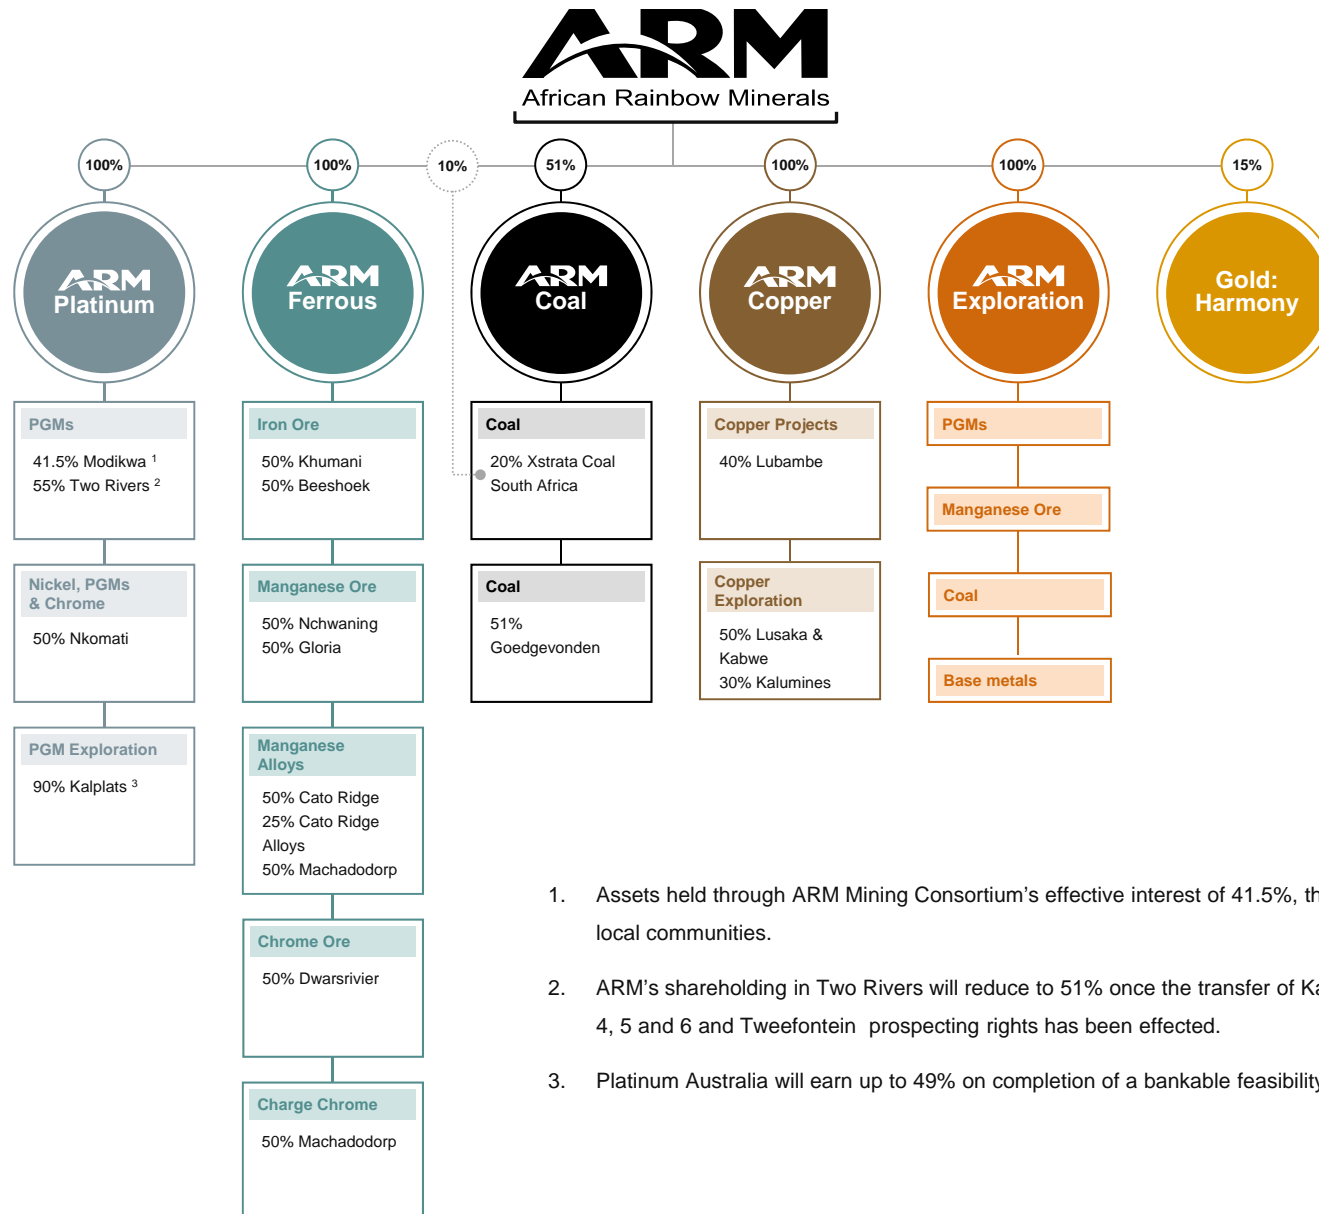 ARM
African Rainbow Minerals
100%
100%
10%
51%
100%
100%
15%
ARM
Platinum
ARM
Ferrous
ARM
Coal
ARM
Copper
ARM
Exploration
Gold:
Harmony
PGMs
41.5% Modikwa 1
55% Two Rivers 2
Nickel, PGMs
& Chrome
50% Nkomati
PGM Exploration
90% Kalplats 3
Iron Ore
50% Khumani
50% Beeshoek
Manganese Ore
50% Nchwaning
50% Gloria
Manganese
Alloys
50% Cato Ridge
25% Cato Ridge
Alloys
50% Machadodorp
Chrome Ore
50% Dwarsrivier
Charge Chrome
50% Machadodorp
Coal
20% Xstrata Coal
South Africa
Coal
51%
Goedgevonden
Copper Projects
40% Lubambe
Copper
Exploration
50% Lusaka &
Kabwe
30% Kalumines
PGMs
Manganese Ore
Coal
Base metals
1. Assets held through ARM Mining Consortium's effective interest of 41.5%, th
local communities.
2. ARM's shareholding in Two Rivers will reduce to 51% once the transfer of Ka
4, 5 and 6 and Tweefontein prospecting rights has been effected.
3. Platinum Australia will earn up to 49% on completion of a bankable feasibility